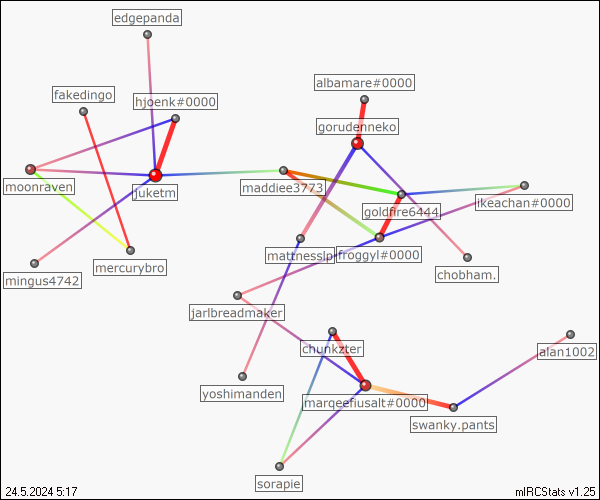 edgepanda
albamare#0000
fakedingo
hjoenk#0000
gorudenneko
moonraven
juketm
maddiee3773
goldfire6444
ikeachan#0000
mattnesslp
froggyl#0000
mercurybro
mingus4742
chobham.
jarlbreadmaker
chunkzter
alan1002
yoshimanden
marqeefiusalt#0000
swanky.pants
sorapie
24.5.2024 5:17
mIRCStats v1.25